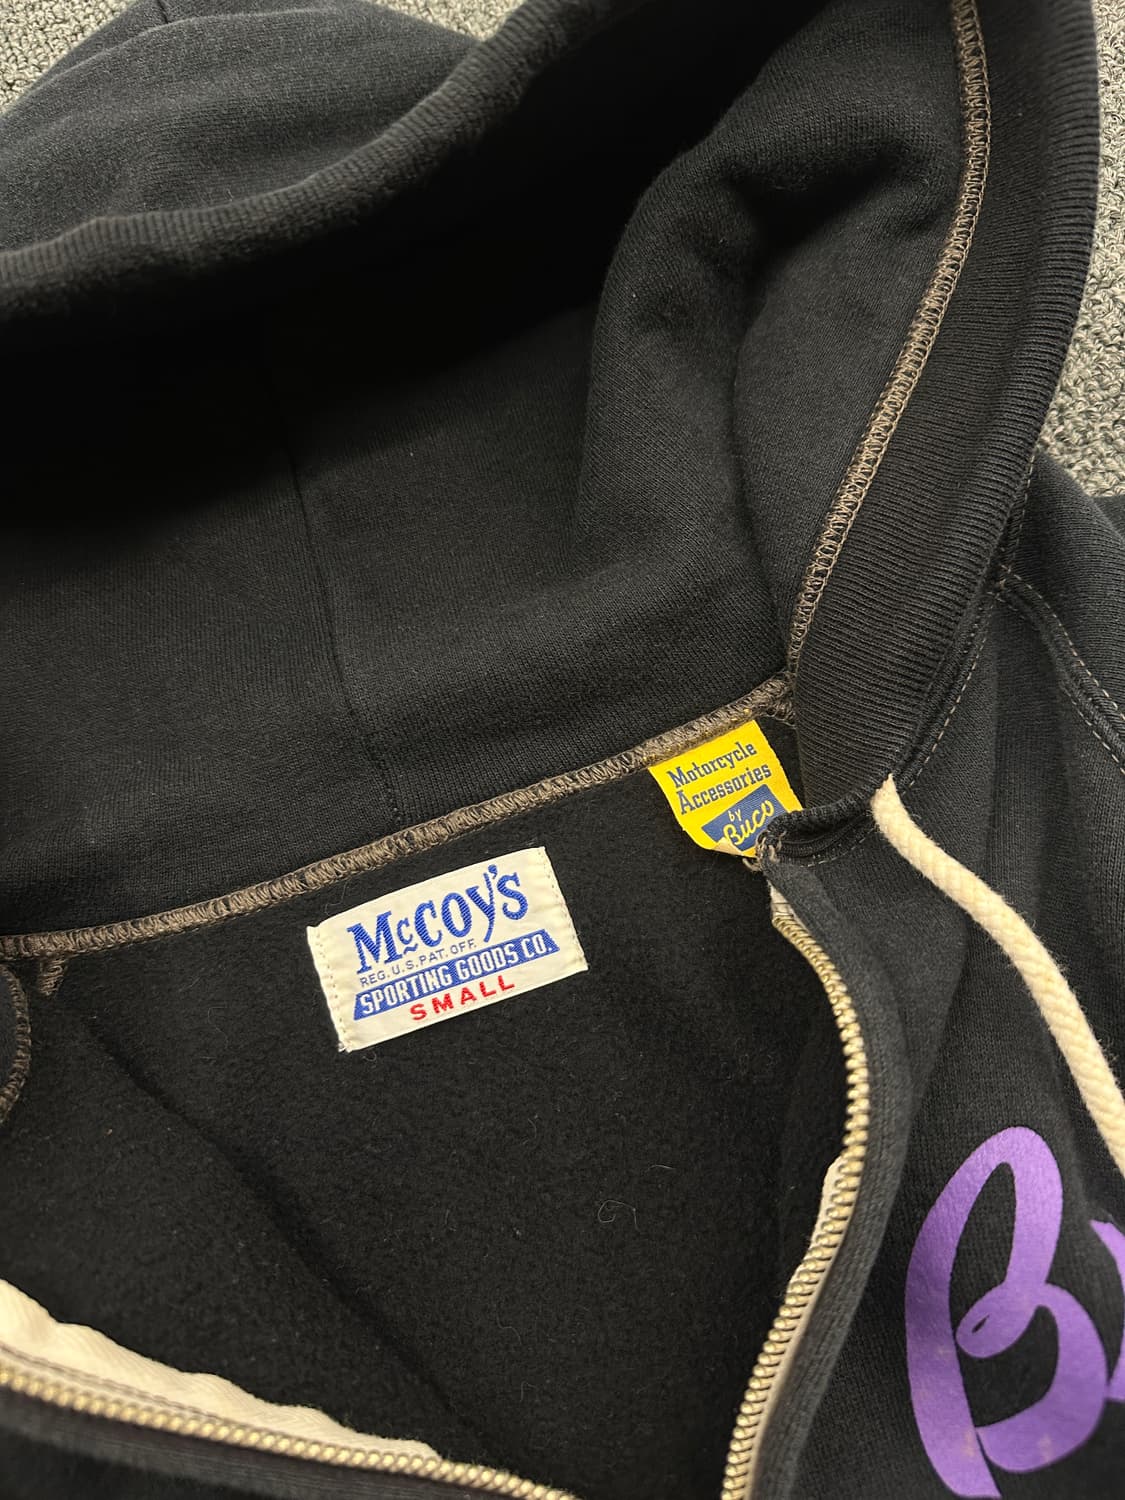 Motorcycle
Accessories
by
Buco
McCOY'S
REG. U.S. PAT. OFF.
SPORTING GOODS CO.
SMALL
B